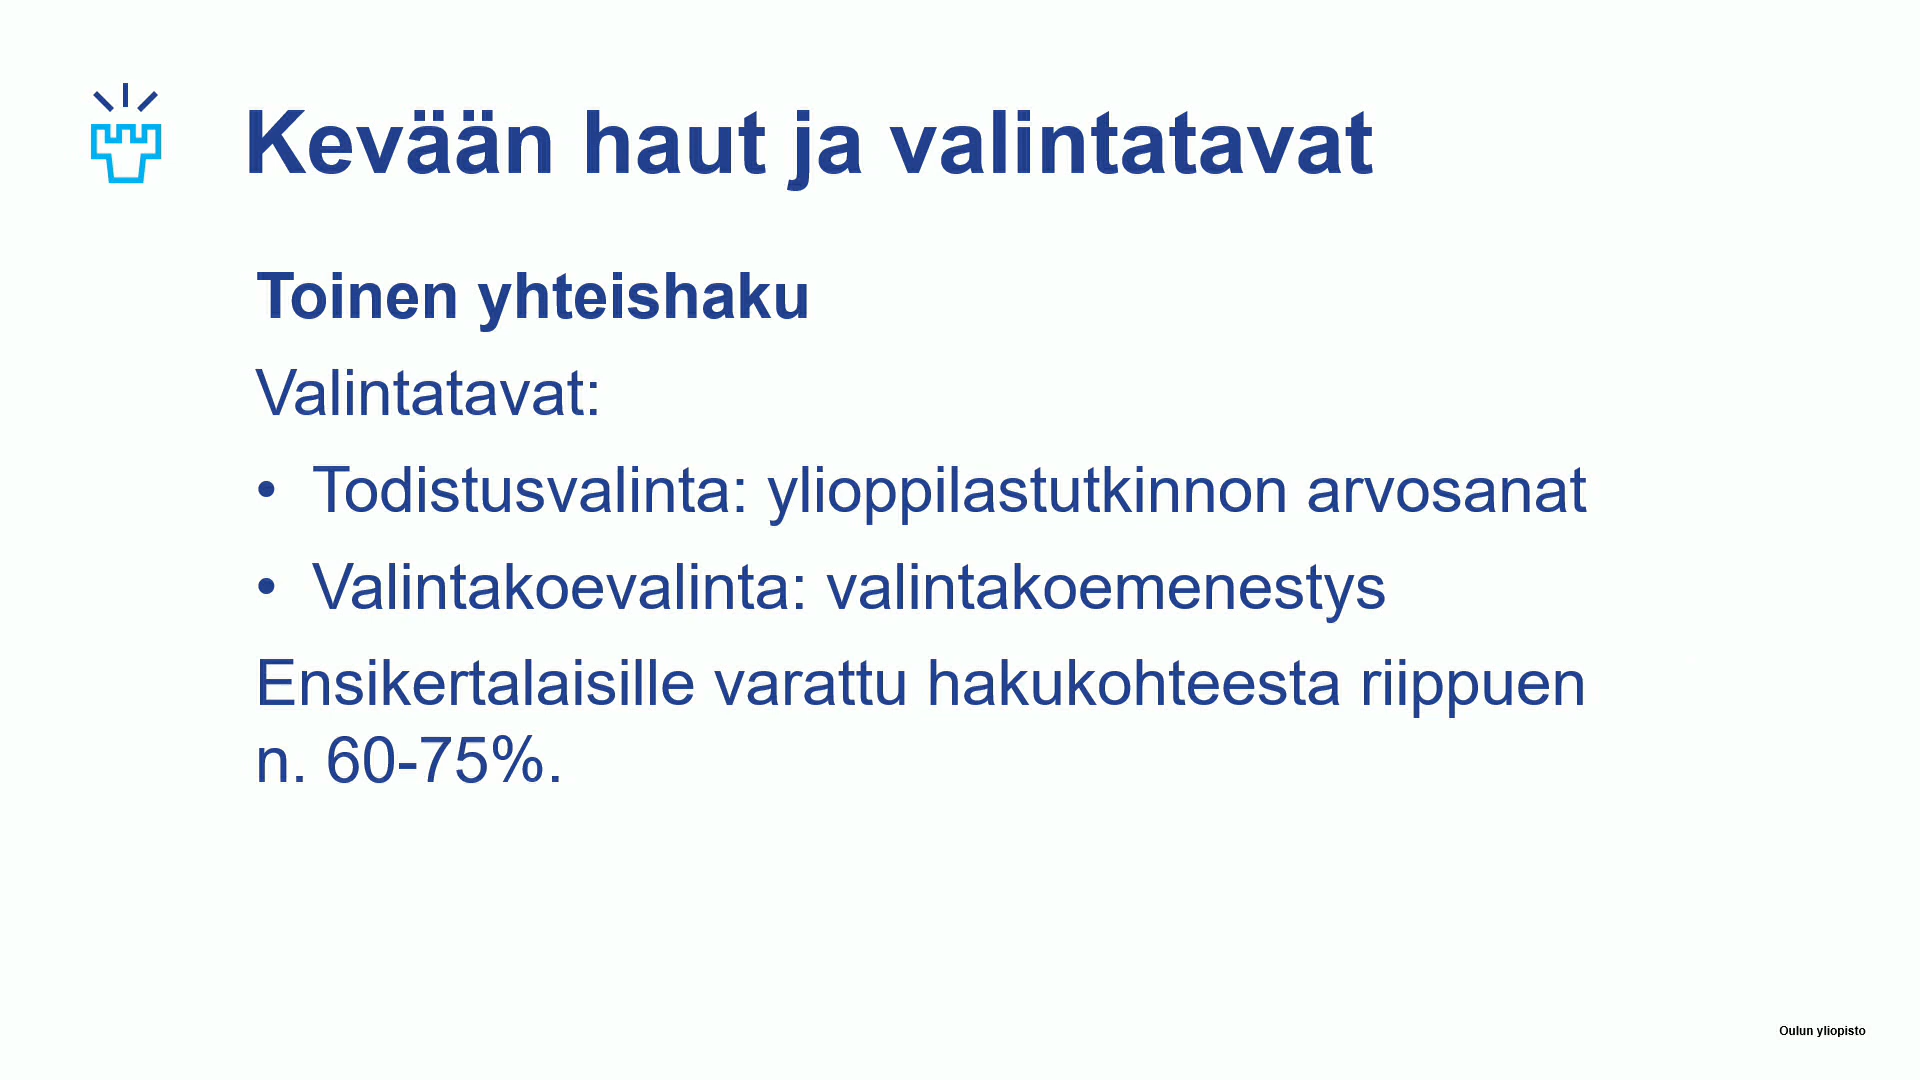 Kevään haut ja valintatavat
Toinen yhteishaku
Valintatavat:
• Todistusvalinta: ylioppilastutkinnon arvosanat
• Valintakoevalinta: valintakoemenestys
Ensikertalaisille varattu hakukohteesta riippuen
n. 60-75%.
Oulun yliopisto